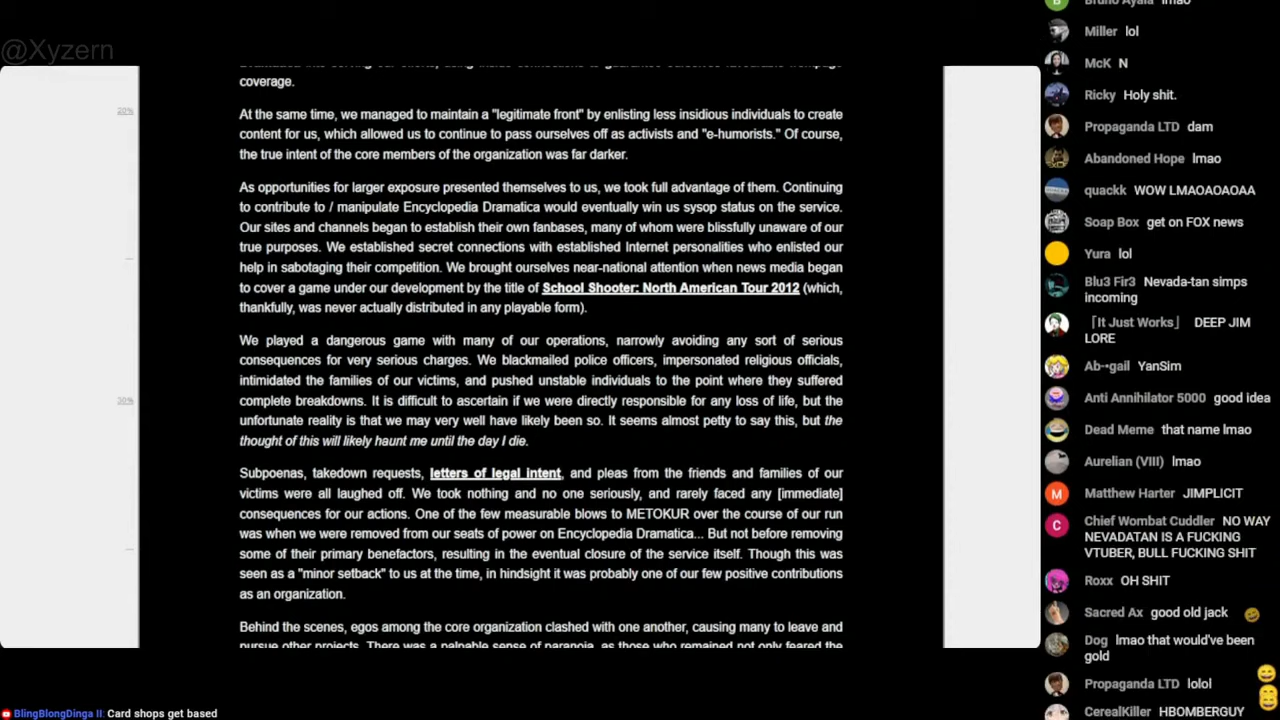 @Xyzern
coverage.
20%
At the same time, we managed to maintain a "legitimate front" by enlisting less insidious individuals to create
content for us, which allowed us to continue to pass ourselves off as activists and "e-humorists." Of course,
the true intent of the core members of the organization was far darker.
As opportunities for larger exposure presented themselves to us, we took full advantage of them. Continuing
to contribute to / manipulate Encyclopedia Dramatica would eventually win us sysop status on the service.
Our sites and channels began to establish their own fanbases, many of whom were blissfully unaware of our
true purposes. We established secret connections with established Internet personalities who enlisted our
help in sabotaging their competition. We brought ourselves near-national attention when news media began
to cover a game under our development by the title of School Shooter: North American Tour 2012 (which,
thankfully, was never actually distributed in any playable form).
We played a dangerous game with many of our operations, narrowly avoiding any sort of serious
consequences for very serious charges. We blackmailed police officers, impersonated religious officials,
intimidated the families of our victims, and pushed unstable individuals to the point where they suffered
complete breakdowns. It is difficult to ascertain if we were directly responsible for any loss of life, but the
unfortunate reality is that we may very well have likely been so. It seems almost petty to say this, but the
thought of this will likely haunt me until the day I die.
Subpoenas, takedown requests, letters of legal intent, and pleas from the friends and families of our
victims were all laughed off. We took nothing and no one seriously, and rarely faced any [immediate]
consequences for our actions. One of the few measurable blows to METOKUR over the course of our run
was when we were removed from our seats of power on Encyclopedia Dramatica... But not before removing
some of their primary benefactors, resulting in the eventual closure of the service itself. Though this was
seen as a "minor setback" to us at the time, in hindsight it was probably one of our few positive contributions
as an organization.
Behind the scenes, egos among the core organization clashed with one another, causing many to leave and
pursue other projects. There was a palpable sense of paranoia, as those who remained not only feared the
Bruno Ayala lmao
Miller lol
McK N
Ricky Holy shit.
Propaganda LTD dam
Abandoned Hope lmao
quackk WOW LMAOAOAOAA
Soap Box get on FOX news
Yura lol
Blu3 Fir3 Nevada-tan simps
incoming
「It Just Works」 DEEP JIM
LORE
Ab··gail YanSim
Anti Annihilator 5000 good idea
Dead Meme that name lmao
Aurelian (VIII) lmao
Matthew Harter JIMPLICIT
Chief Wombat Cuddler NO WAY
NEVADATAN IS A FUCKING
VTUBER, BULL FUCKING SHIT
Roxx OH SHIT
Sacred Ax good old jack
Dog lmao that would've been
gold
Propaganda LTD lolol
CerealKiller HBOMBERGUY
BlingBlongDinga II: Card shops get based